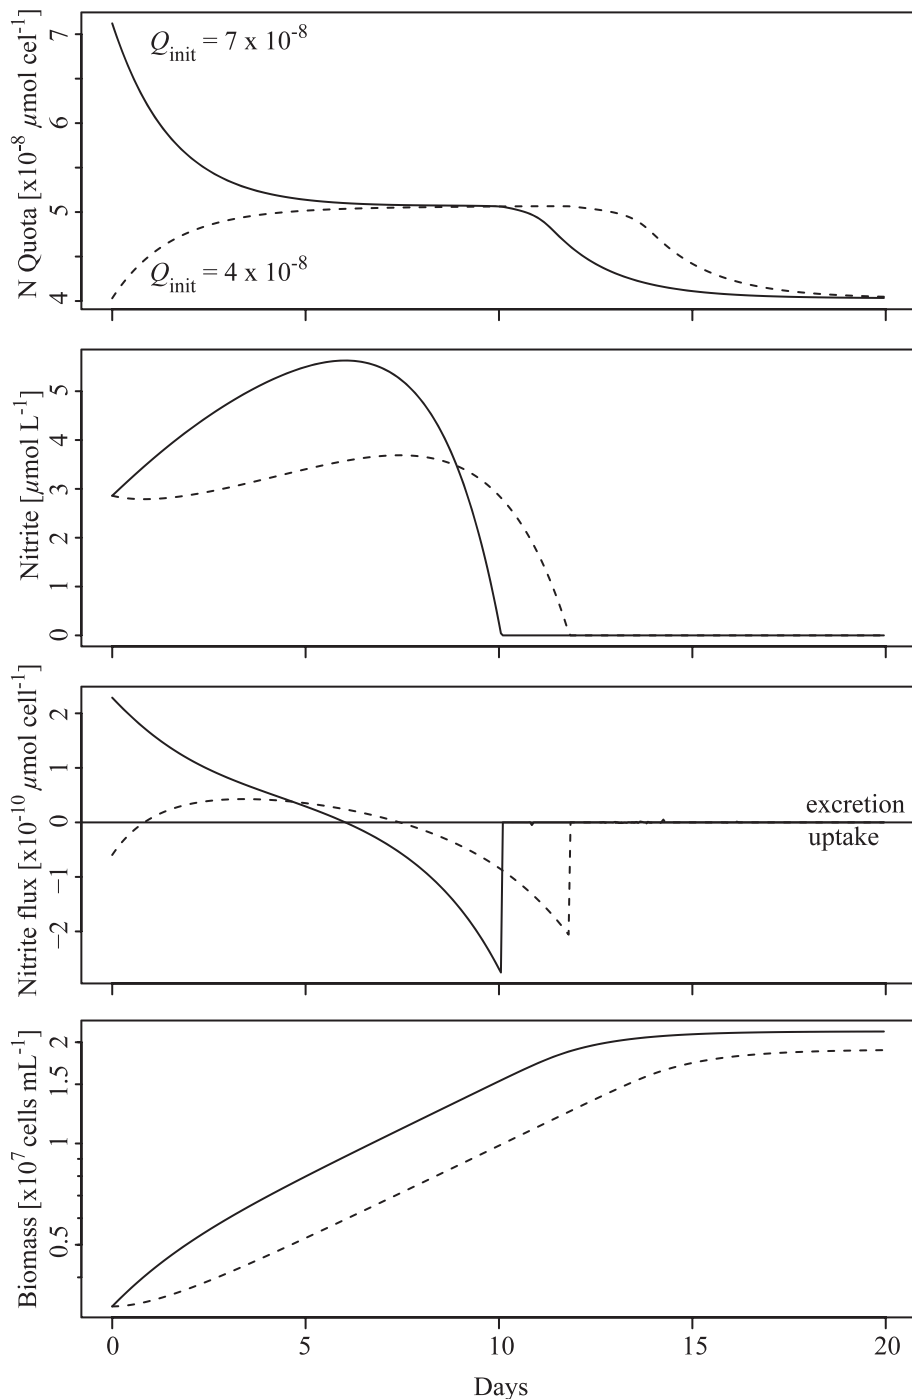 N Quota [x10⁻⁸ µmol cel⁻¹]
7
6
5
4
Q_init = 7 x 10⁻⁸
Q_init = 4 x 10⁻⁸
Nitrite [µmol L⁻¹]
5
4
3
2
1
0
Nitrite flux [x10⁻¹⁰ µmol cell⁻¹]
2
1
0
−1
−2
excretion
uptake
Biomass [x10⁷ cells mL⁻¹]
2
1.5
1
0.5
0 5 10 15 20
Days